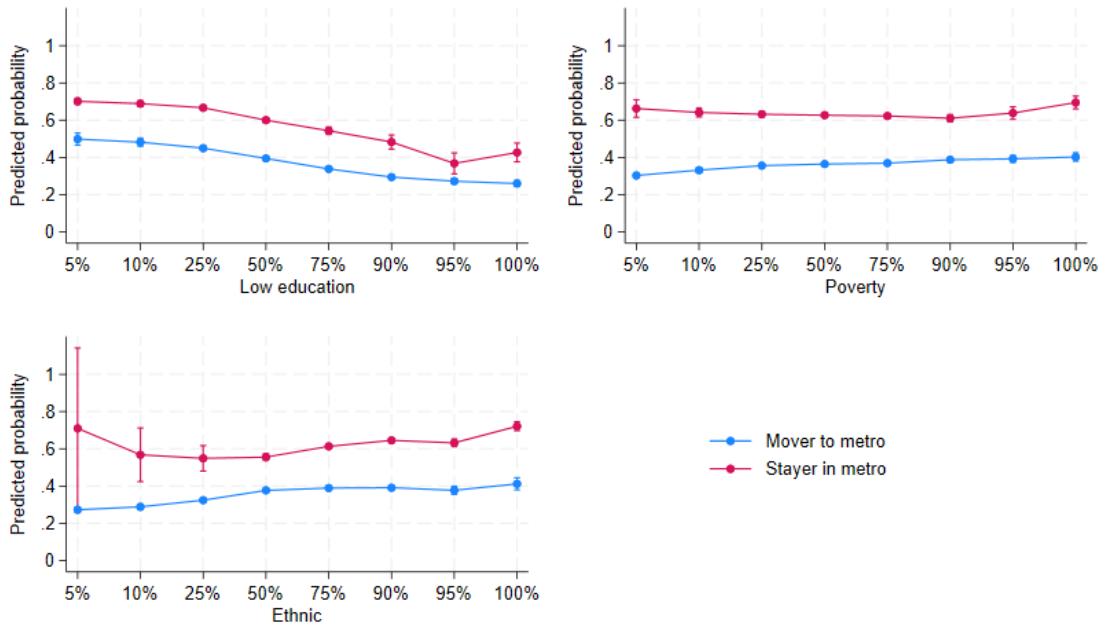 Predicted probability
1
.8
.6
.4
.2
0
5% 10% 25% 50% 75% 90% 95% 100%
Low education
Predicted probability
1
.8
.6
.4
.2
0
5% 10% 25% 50% 75% 90% 95% 100%
Poverty
Predicted probability
1
.8
.6
.4
.2
0
5% 10% 25% 50% 75% 90% 95% 100%
Ethnic
Mover to metro
Stayer in metro